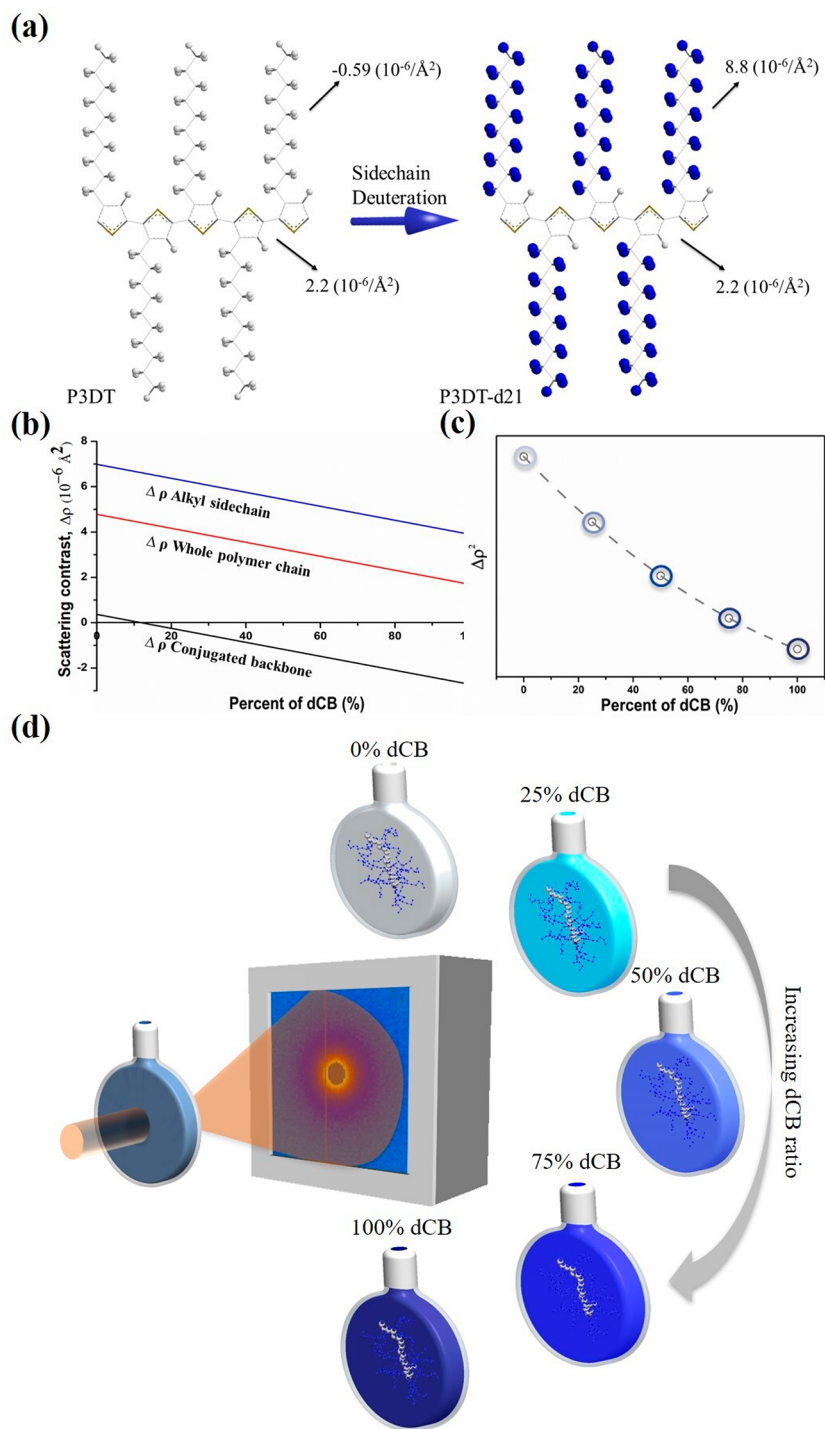 (a)
-0.59 (10⁻⁶/Å²)
8.8 (10⁻⁶/Å²)
Sidechain
Deuteration
2.2 (10⁻⁶/Å²)
2.2 (10⁻⁶/Å²)
P3DT
P3DT-d21
(b)
Scattering contrast, Δρ (10⁻⁶ Å²)
8
6
4
2
0
-2
0
20
40
60
80
Δ ρ Alkyl sidechain
Δ ρ Whole polymer chain
Δ ρ Conjugated backbone
Percent of dCB (%)
(c)
Δρ²
0
20
40
60
80
100
Percent of dCB (%)
(d)
0% dCB
25% dCB
50% dCB
75% dCB
100% dCB
Increasing dCB ratio